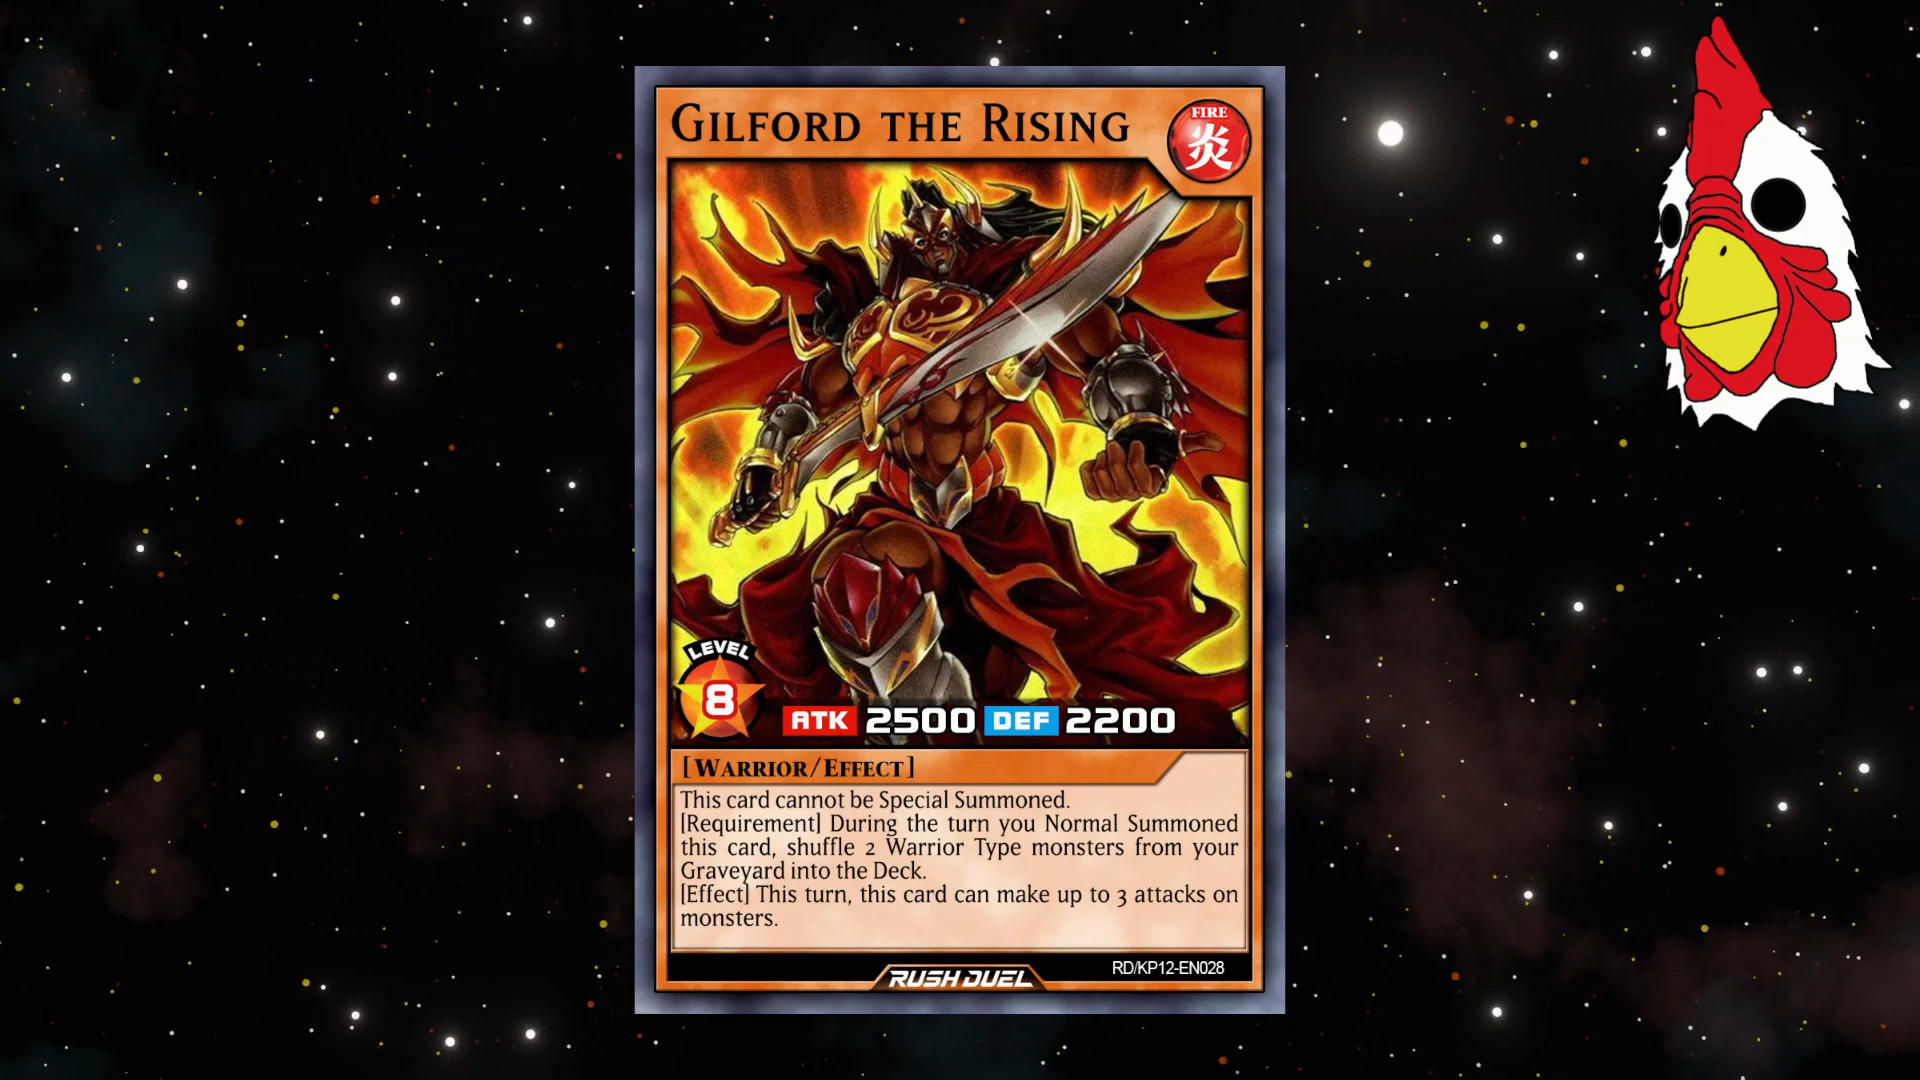 Gilford the Rising
FIRE
炎
LEVEL
8
ATK 2500 DEF 2200
[Warrior/Effect]
This card cannot be Special Summoned.
[Requirement] During the turn you Normal Summoned
this card, shuffle 2 Warrior Type monsters from your
Graveyard into the Deck.
[Effect] This turn, this card can make up to 3 attacks on
monsters.
RD/KP12-EN028
RUSH DUEL